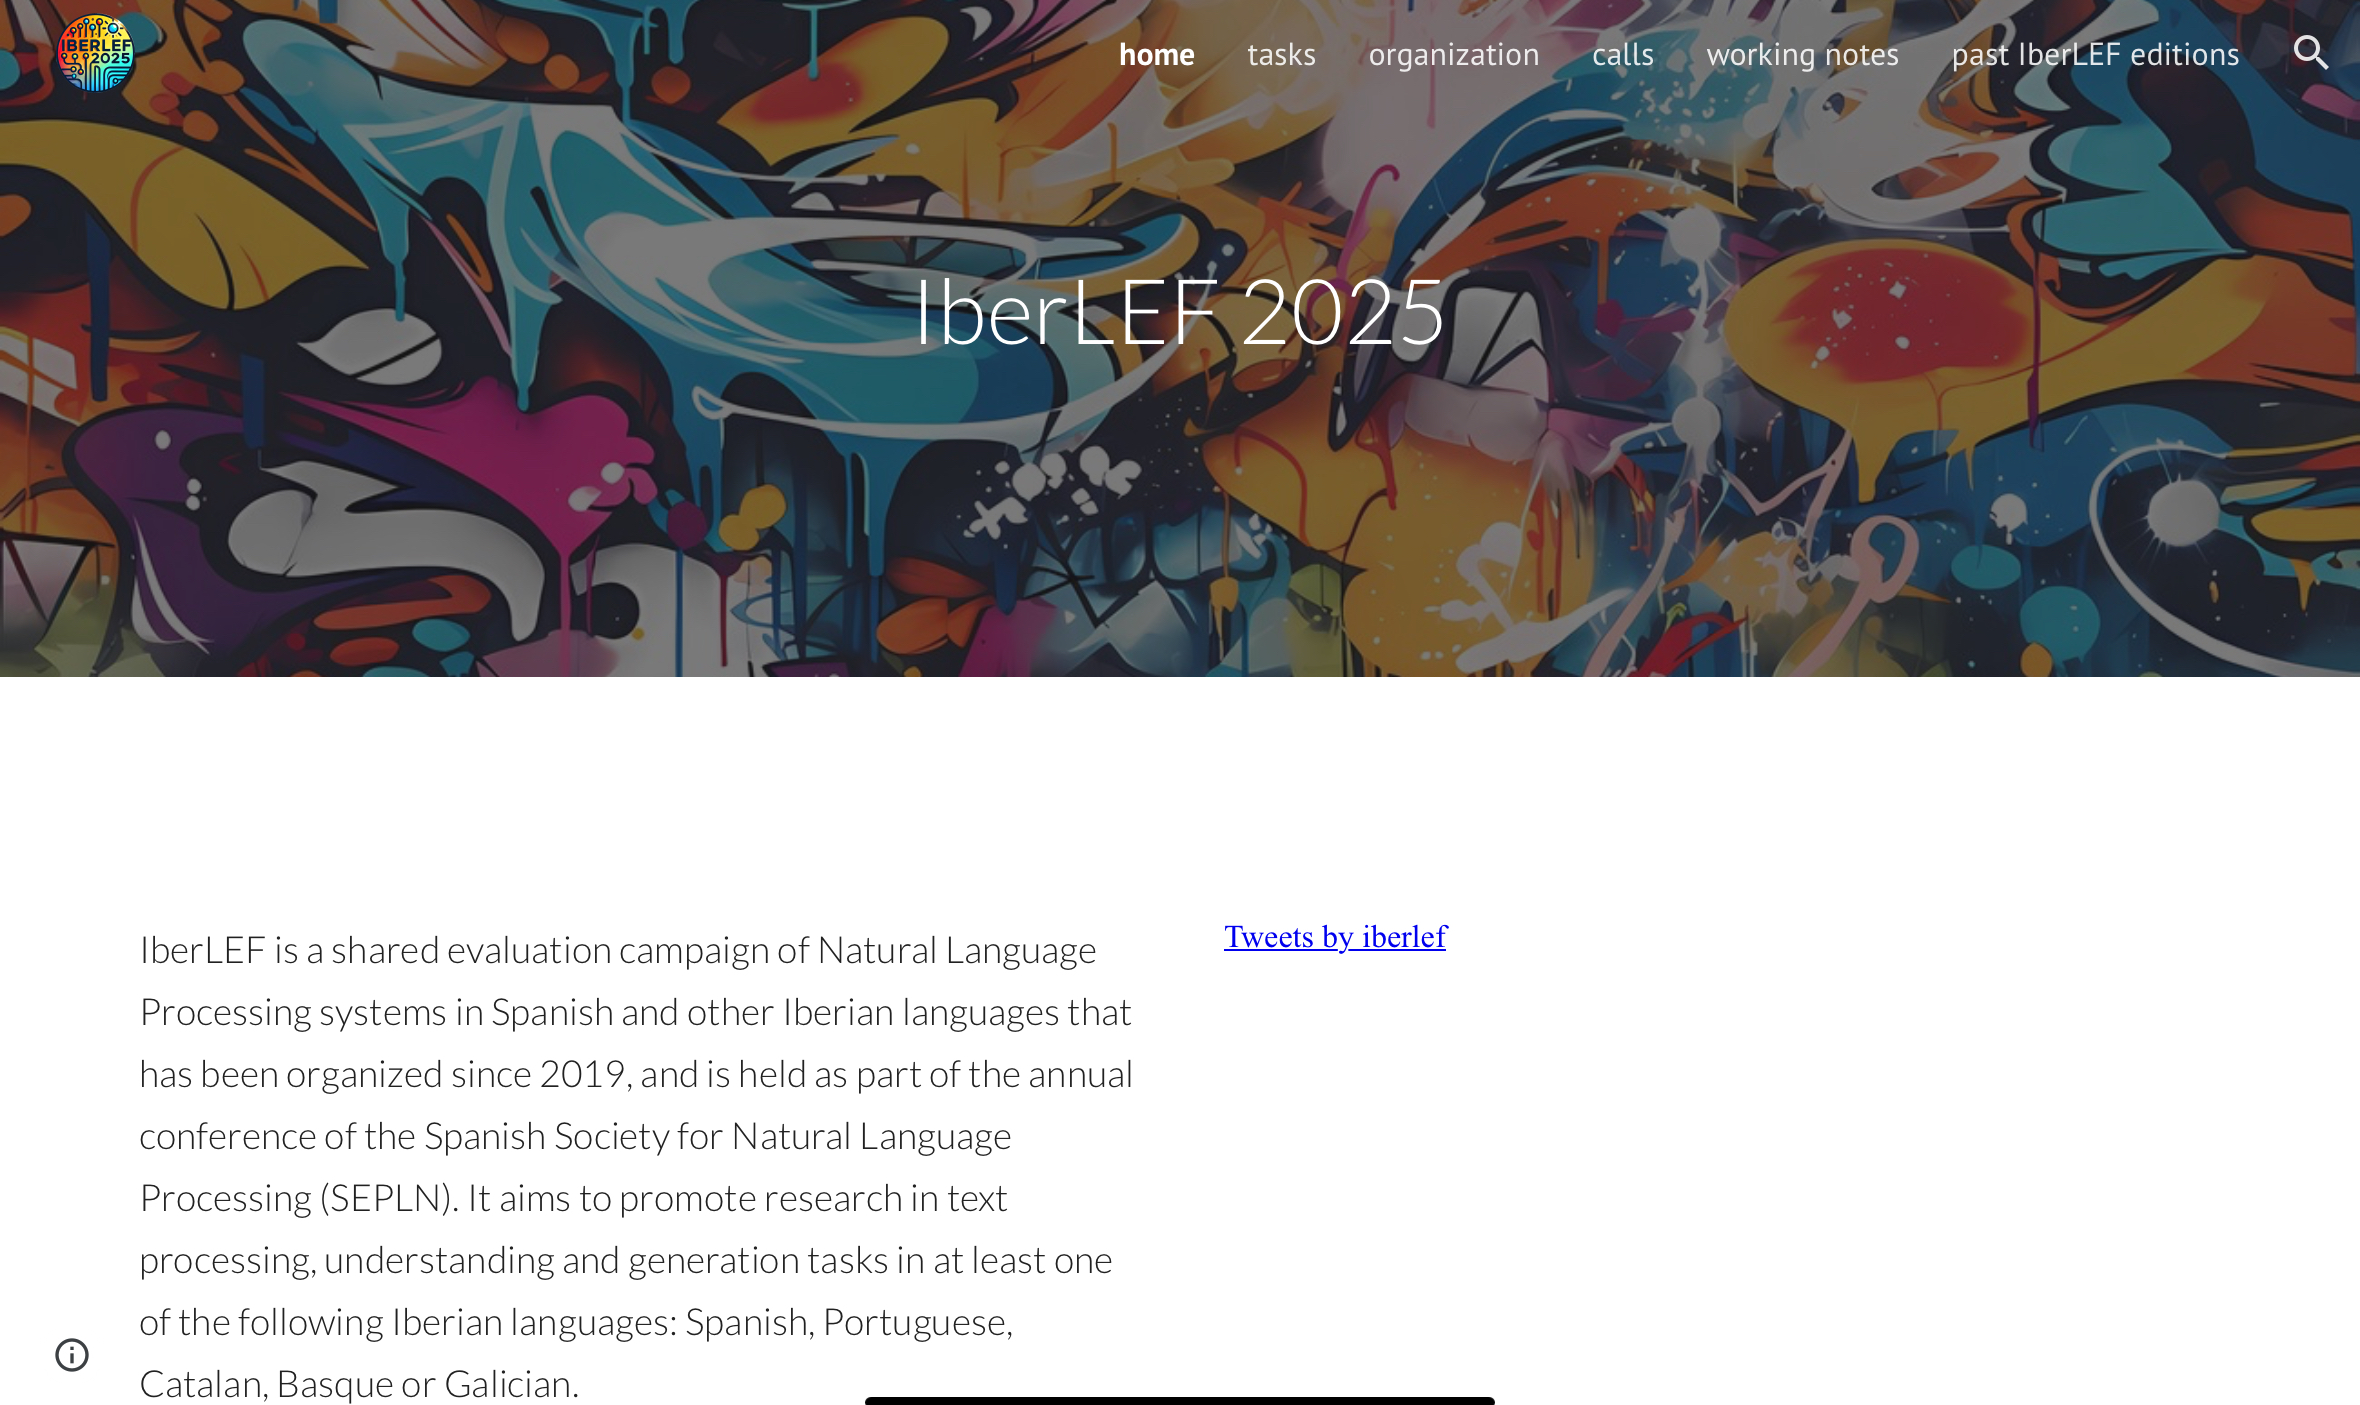 IBERLEF
2025
home tasks organization calls working notes past IberLEF editions
IberLEF 2025
IberLEF is a shared evaluation campaign of Natural Language
Processing systems in Spanish and other Iberian languages that
has been organized since 2019, and is held as part of the annual
conference of the Spanish Society for Natural Language
Processing (SEPLN). It aims to promote research in text
processing, understanding and generation tasks in at least one
of the following Iberian languages: Spanish, Portuguese,
Catalan, Basque or Galician.
Tweets by iberlef